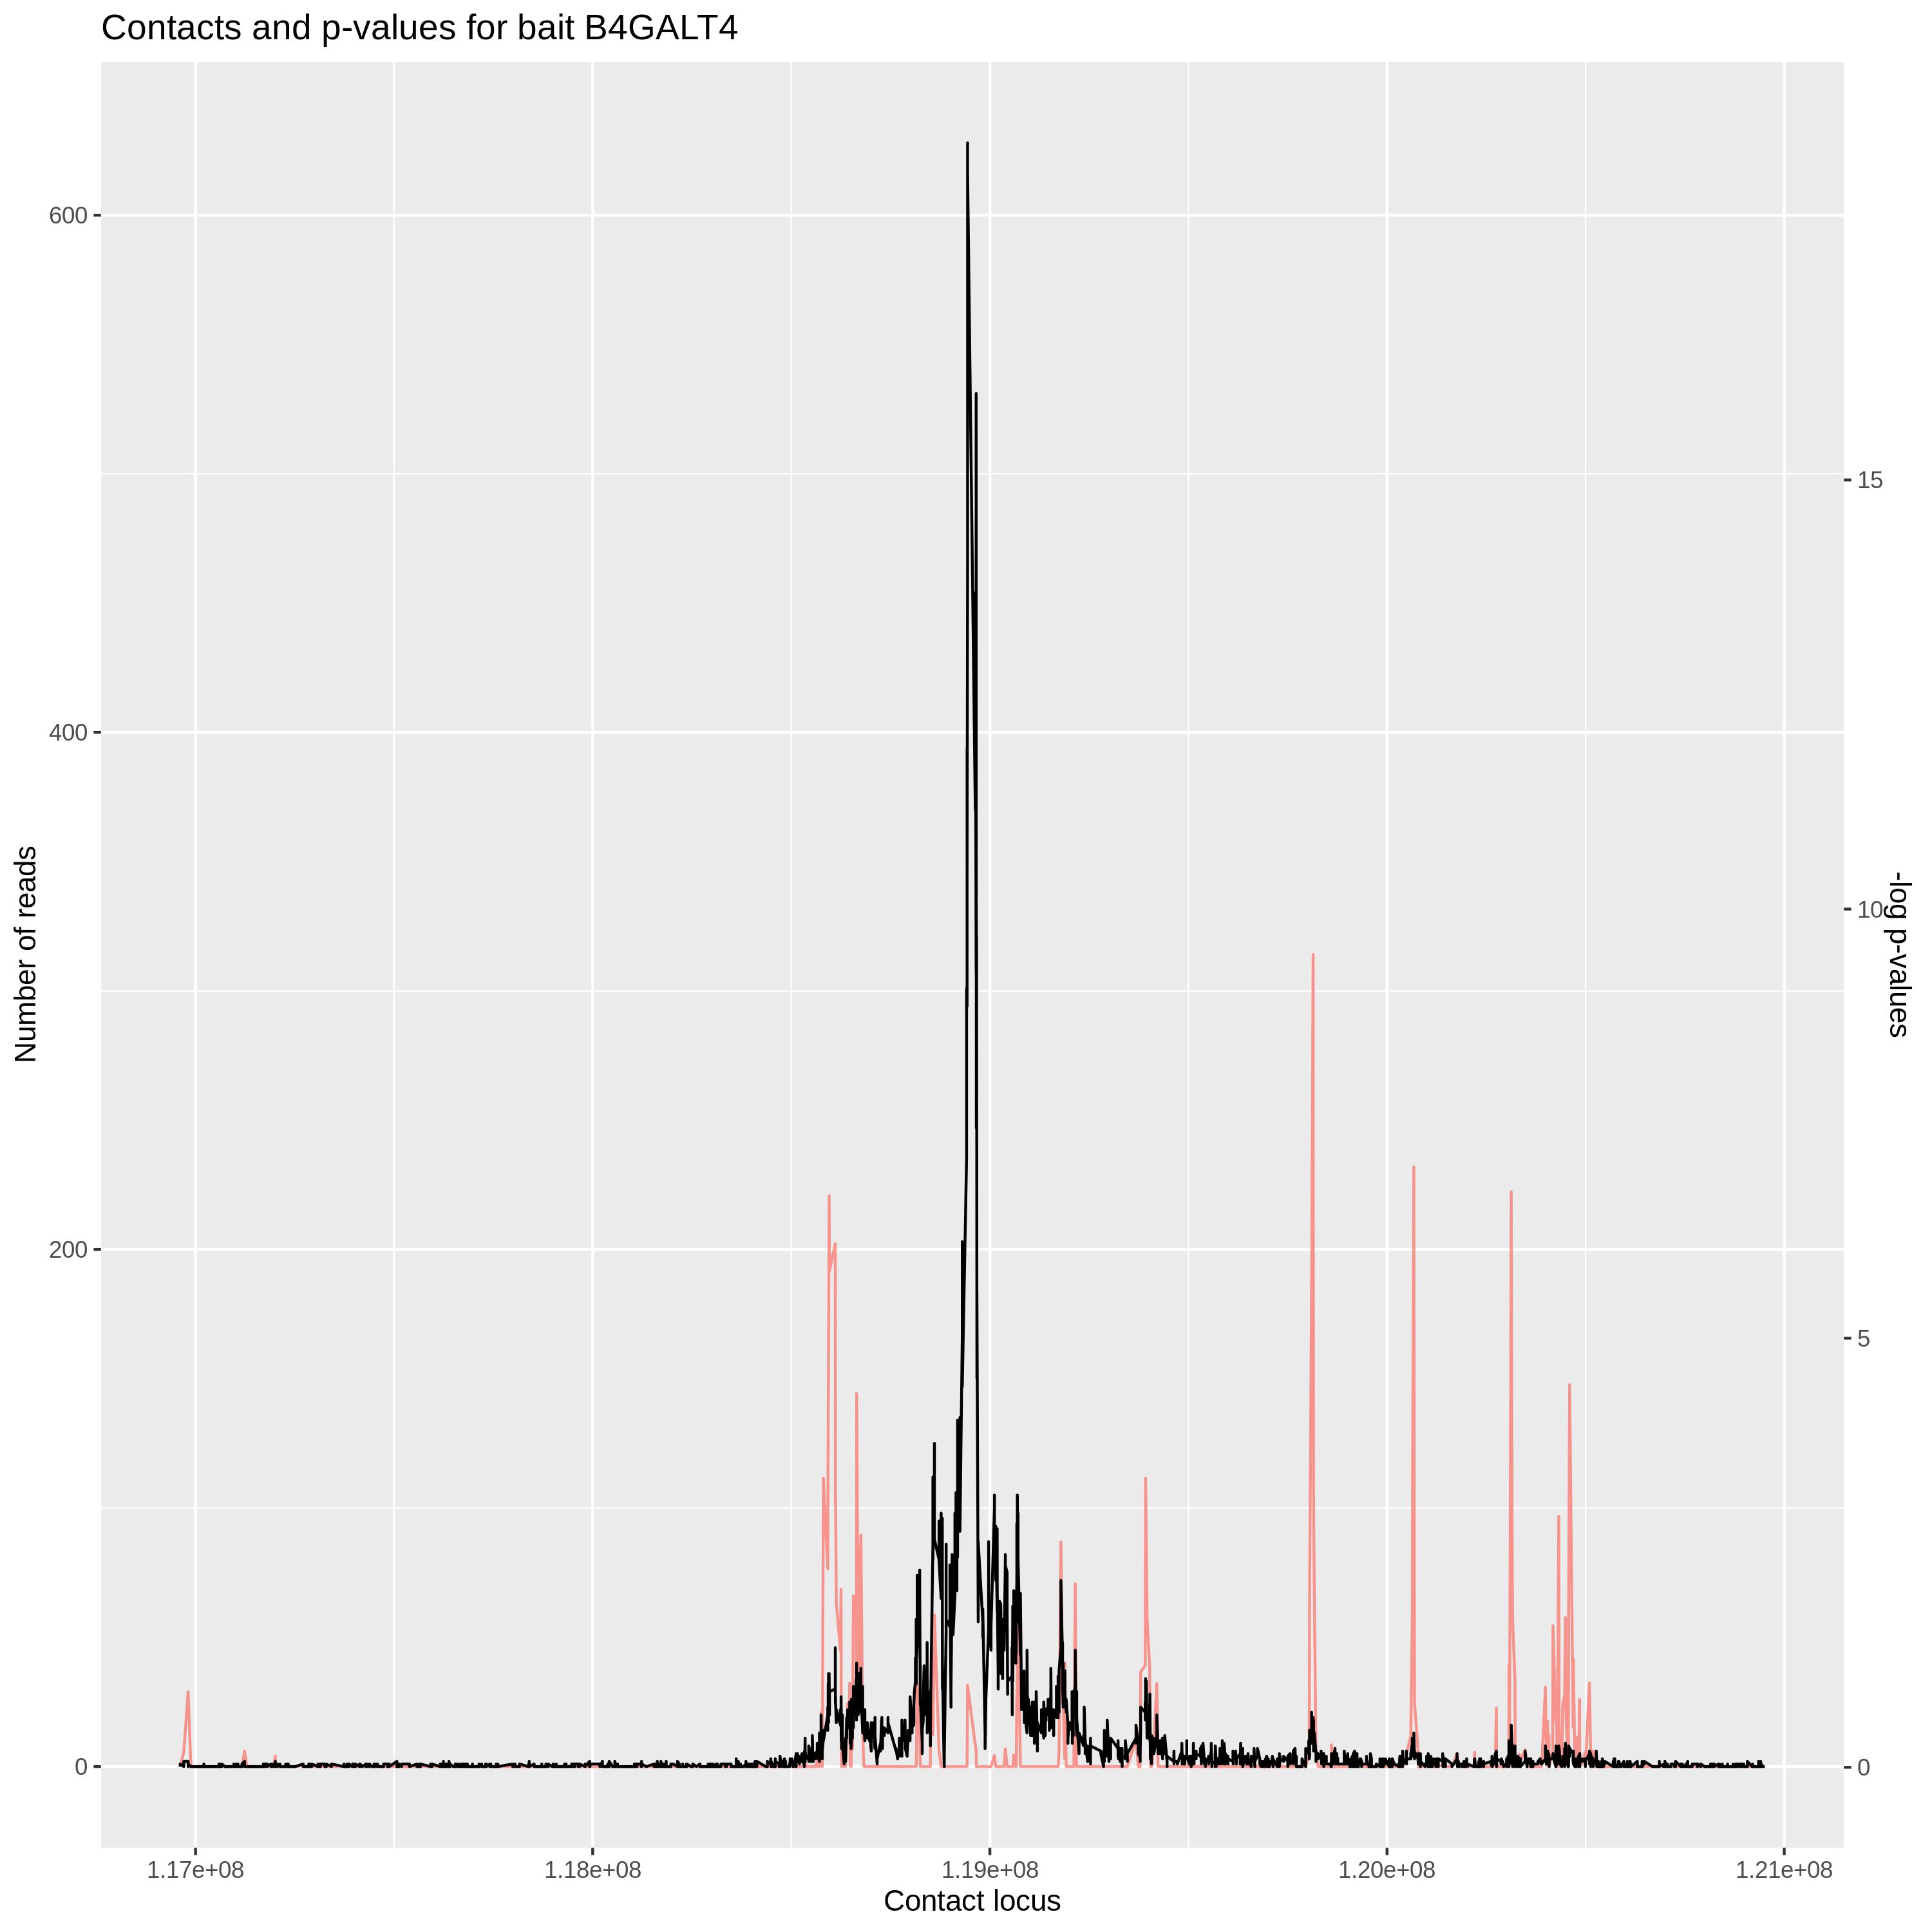 Contacts and p-values for bait B4GALT4
600
400
200
0
Number of reads
15
10
5
0
-log p-values
1.17e+08
1.18e+08
1.19e+08
1.20e+08
1.21e+08
Contact locus